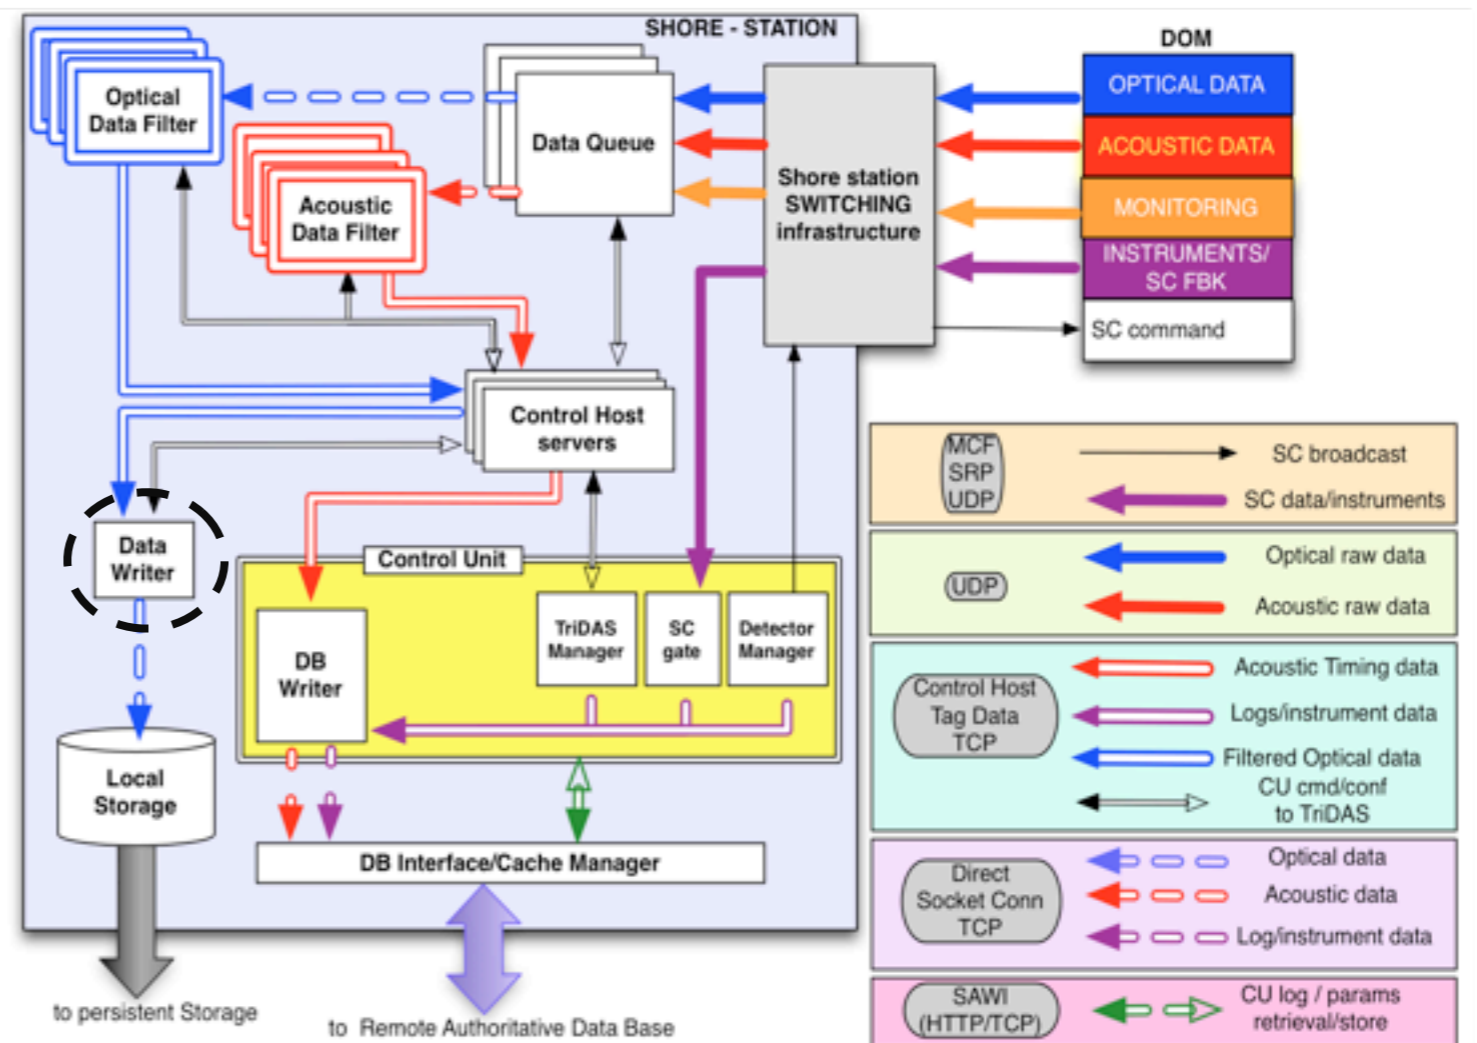 SHORE - STATION
DOM
Optical
Data Filter
Data Queue
Acoustic
Data Filter
Shore station
SWITCHING
infrastructure
OPTICAL DATA
ACOUSTIC DATA
MONITORING
INSTRUMENTS/
SC FBK
SC command
Control Host
servers
Data
Writer
Control Unit
DB
Writer
TriDAS
Manager
SC
gate
Detector
Manager
Local
Storage
DB Interface/Cache Manager
to persistent Storage
to Remote Authoritative Data Base
MCF
SRP
UDP
SC broadcast
SC data/instruments
UDP
Optical raw data
Acoustic raw data
Control Host
Tag Data
TCP
Acoustic Timing data
Logs/instrument data
Filtered Optical data
CU cmd/conf
to TriDAS
Direct
Socket Conn
TCP
Optical data
Acoustic data
Log/instrument data
SAWI
(HTTP/TCP)
CU log / params
retrieval/store